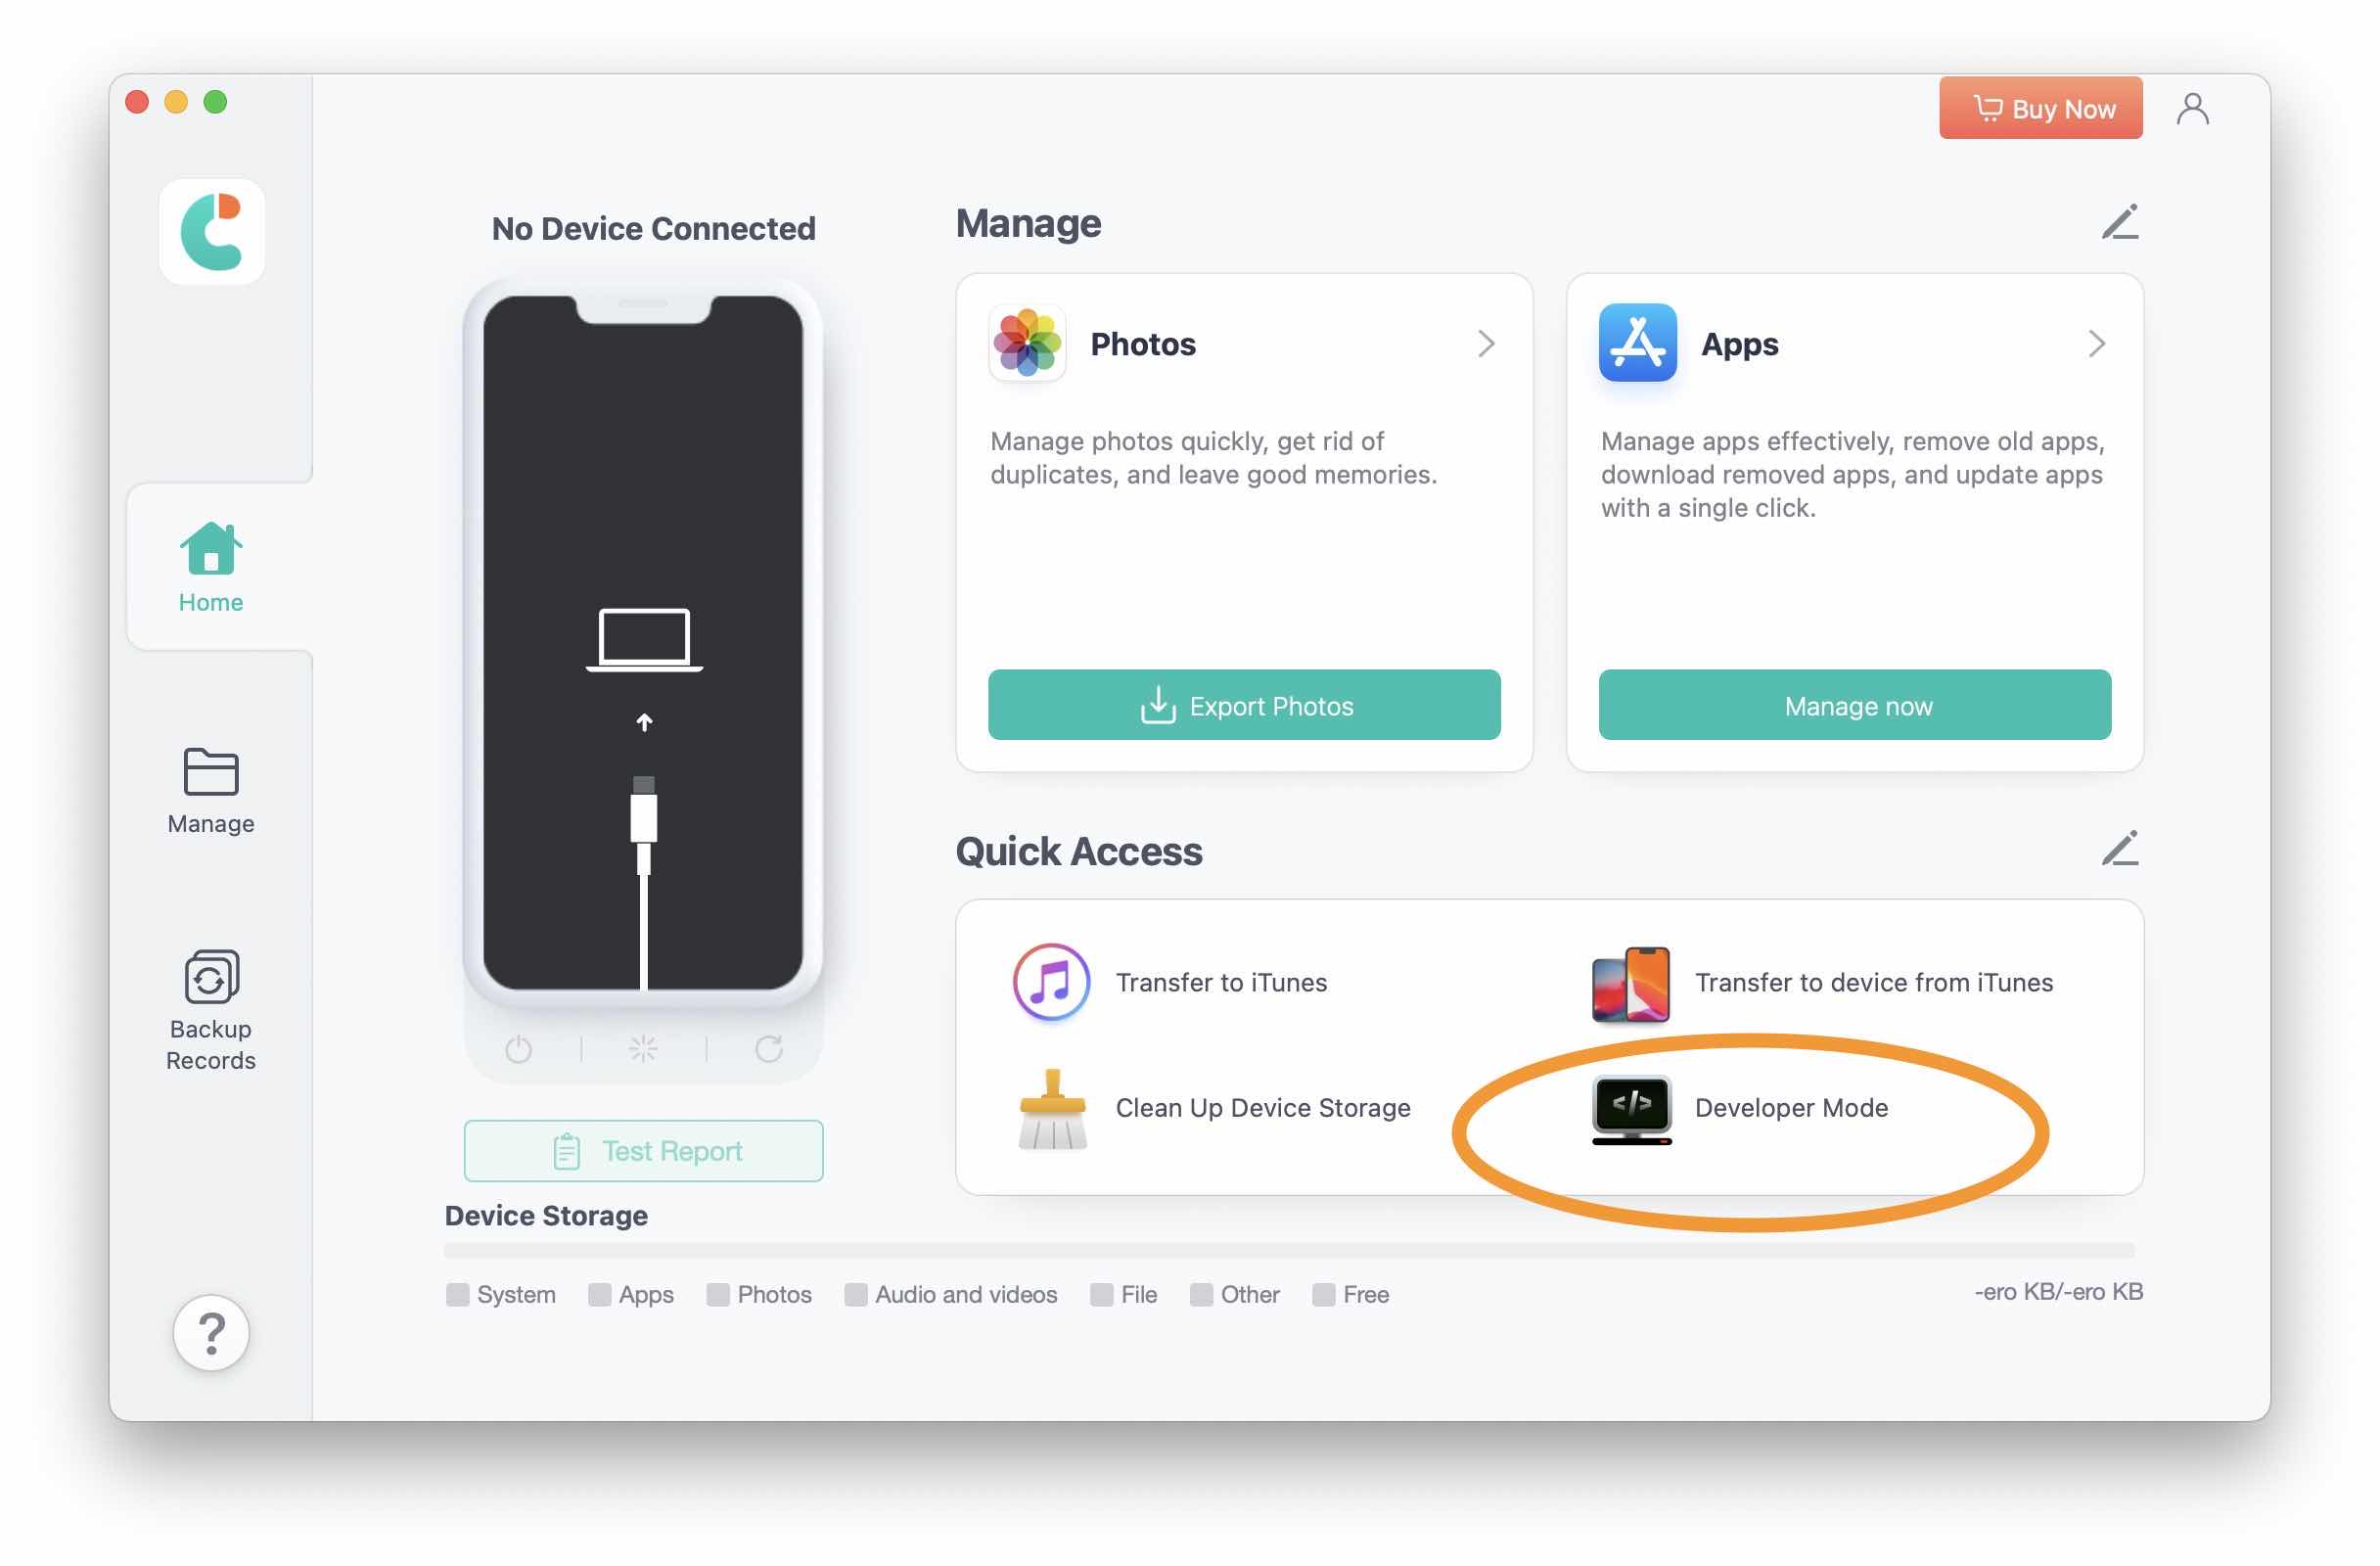 Buy Now
No Device Connected
Manage
Photos
Manage photos quickly, get rid of
duplicates, and leave good memories.
Export Photos
Apps
Manage apps effectively, remove old apps,
download removed apps, and update apps
with a single click.
Manage now
Home
Manage
Backup
Records
?
Quick Access
Transfer to iTunes
Transfer to device from iTunes
Clean Up Device Storage
</>
Developer Mode
Test Report
Device Storage
System
Apps
Photos
Audio and videos
File
Other
Free
-ero KB/-ero KB